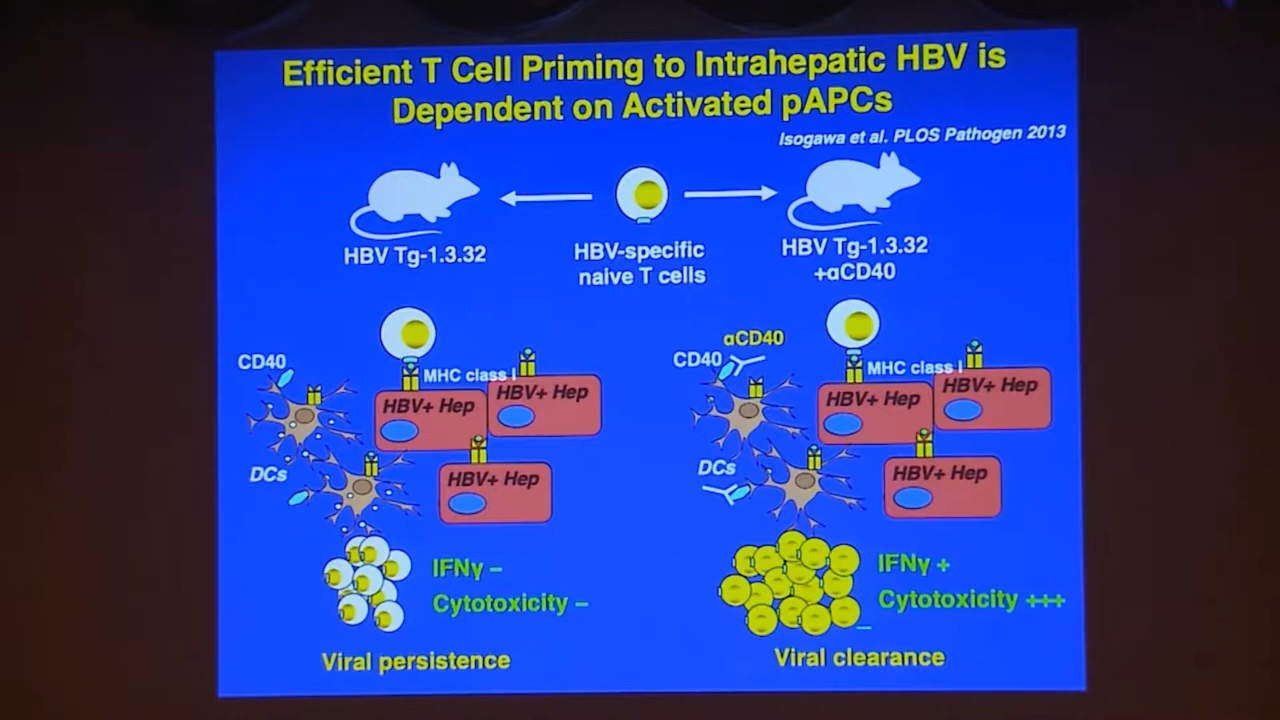 Efficient T Cell Priming to Intrahepatic HBV is
Dependent on Activated pAPCs
Isogawa et al. PLOS Pathogen 2013
HBV Tg-1.3.32
HBV-specific
naive T cells
HBV Tg-1.3.32
+αCD40
CD40
MHC class I
HBV+ Hep
HBV+ Hep
DCs
HBV+ Hep
IFNγ –
Cytotoxicity –
Viral persistence
αCD40
CD40
MHC class I
HBV+ Hep
HBV+ Hep
DCs
HBV+ Hep
IFNγ +
Cytotoxicity +++
Viral clearance